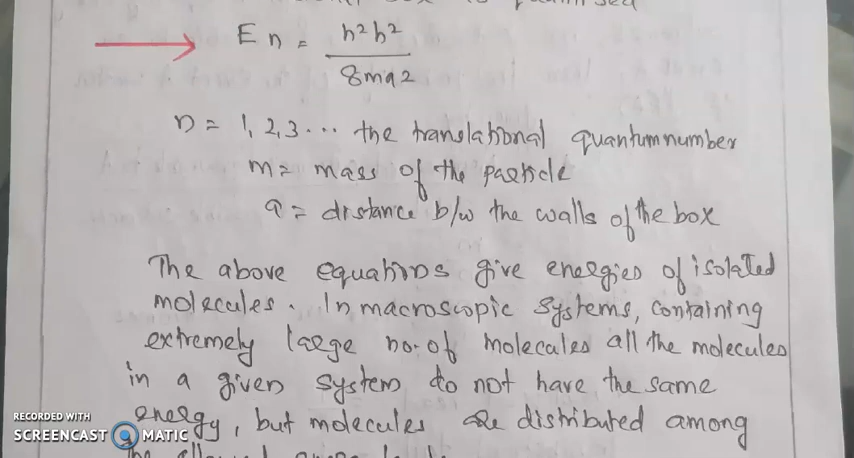 En = h²h²
8ma2
n = 1, 2, 3 .... the translational quantum number
m = mass of the particle
a = distance b/w the walls of the box
The above equations give energies of isolated
molecules. In macroscopic systems, containing
extremely large no. of molecules all the molecules
in a given system do not have the same
energy, but molecules are distributed among
the allowed
RECORDED WITH
SCREENCAST MATIC